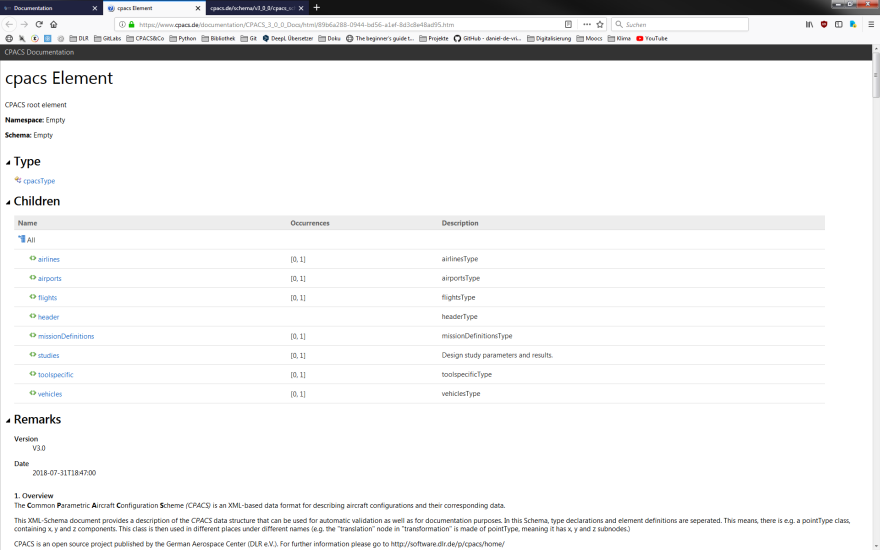 Documentation
cpacs Element
cpacs.de/schema/v3_0_0/cpacs_sc
https://www.cpacs.de/documentation/CPACS_3_0_0_Docs/html/89b6a288-0944-bd56-a1ef-8d3d8e48ad95.htm
Suchen
DLR GitLabs CPACS&Co Python Bibliothek Git DeepL Übersetzer Doku The beginner's guide t... Projekte GitHub - daniel-de-vri... Digitalisierung Moocs Klima YouTube
CPACS Documentation
cpacs Element
CPACS root element
Namespace: Empty
Schema: Empty
Type
cpacsType
Children
Name Occurrences Description
All
airlines [0, 1] airlinesType
airports [0, 1] airportsType
flights [0, 1] flightsType
header headerType
missionDefinitions [0, 1] missionDefinitionsType
studies [0, 1] Design study parameters and results.
toolspecific [0, 1] toolspecificType
vehicles [0, 1] vehiclesType
Remarks
Version
V3.0
Date
2018-07-31T18:47:00
1. Overview
The Common Parametric Aircraft Configuration Scheme (CPACS) is an XML-based data format for describing aircraft configurations and their corresponding data.
This XML-Schema document provides a description of the CPACS data structure that can be used for automatic validation as well as for documentation purposes. In this Schema, type declarations and element definitions are seperated. This means, there is e.g. a pointType class,
containing x, y and z components. This class is then used in different places under different names (e.g. the "translation" node in "transformation" is made of pointType, meaning it has x, y and z subnodes.)
CPACS is an open source project published by the German Aerospace Center (DLR e.V.). For further information please go to http://software.dlr.de/p/cpacs/home/